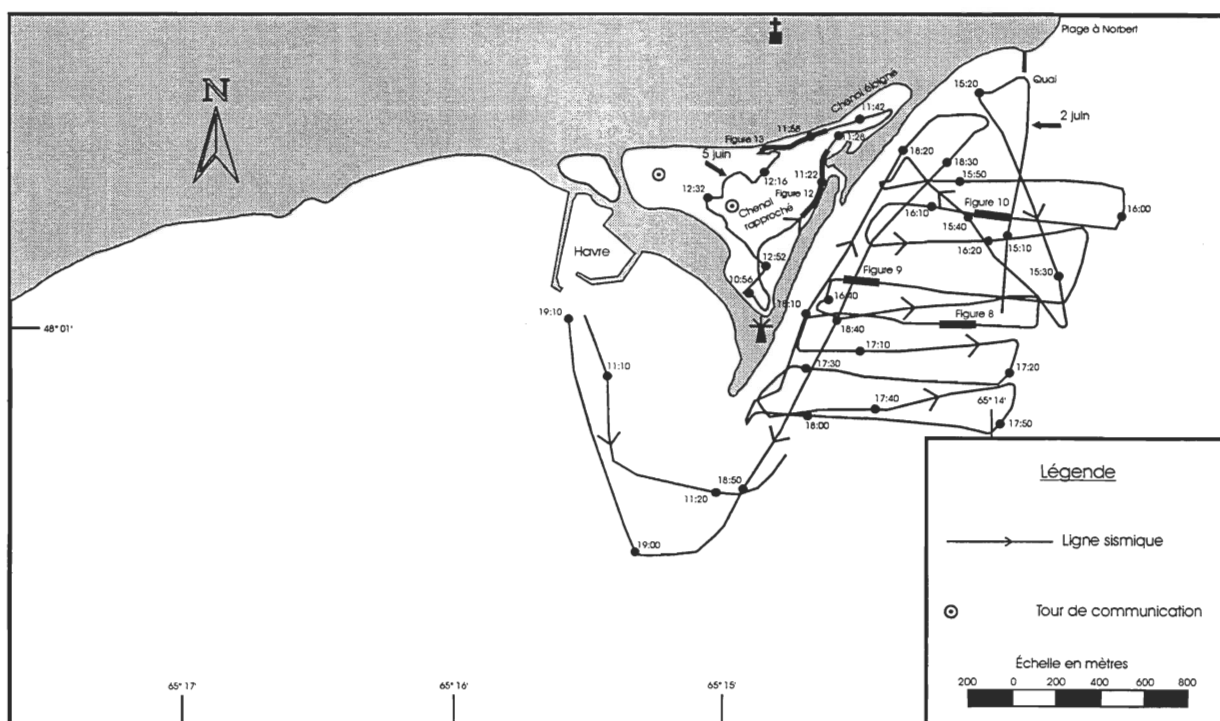 Plage à Norbert
Quai
15:20
2 juin
N
Chenal éloigné
11:42
11:58
Figure 13
11:28
5 juin
18:20
18:30
15:50
12:16
11:22
12:32
Figure 12
Chenal
rapproché
16:10
Figure 10
16:00
15:40
16:20
15:10
Havre
12:52
15:30
10:56
Figure 9
16:40
18:10
19:10
Figure 8
18:40
48° 01'
11:10
17:10
17:30
17:20
65° 14'
17:40
18:00
17:50
18:50
11:20
19:00
Légende
Ligne sismique
Tour de communication
Échelle en mètres
200 0 200 400 600 800
65° 17' 65° 16' 65° 15'